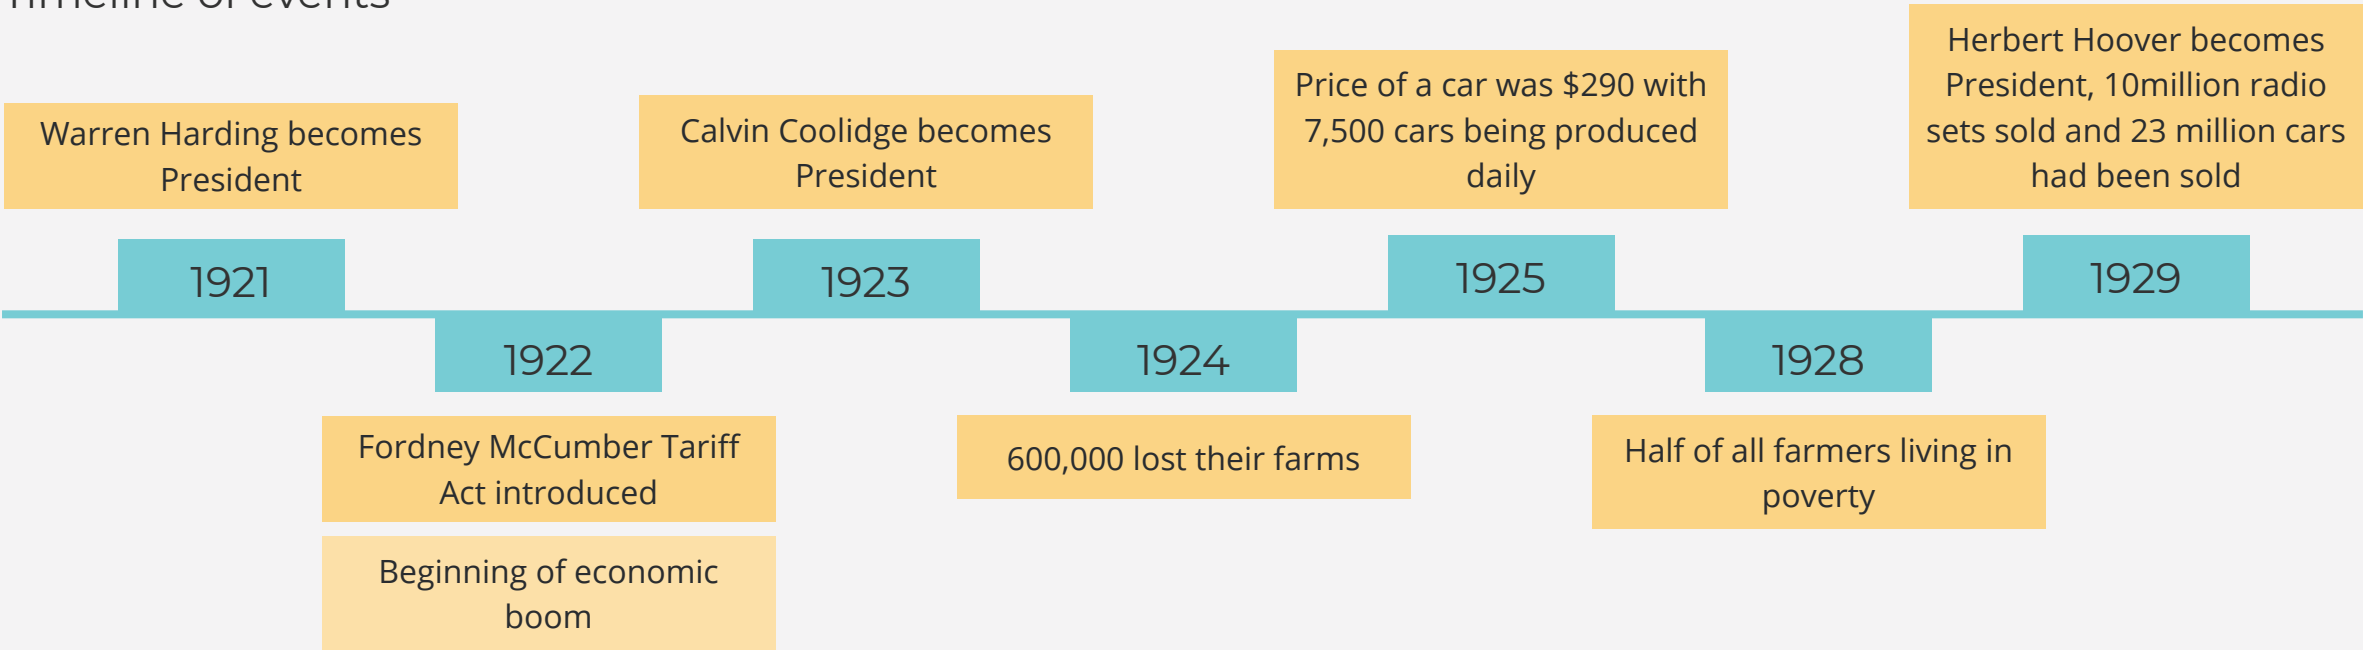 Timeline of events
Warren Harding becomes
President
1921
1922
Fordney McCumber Tariff
Act introduced
Beginning of economic
boom
Calvin Coolidge becomes
President
1923
1924
600,000 lost their farms
Price of a car was $290 with
7,500 cars being produced
daily
1925
1928
Half of all farmers living in
poverty
Herbert Hoover becomes
President, 10million radio
sets sold and 23 million cars
had been sold
1929